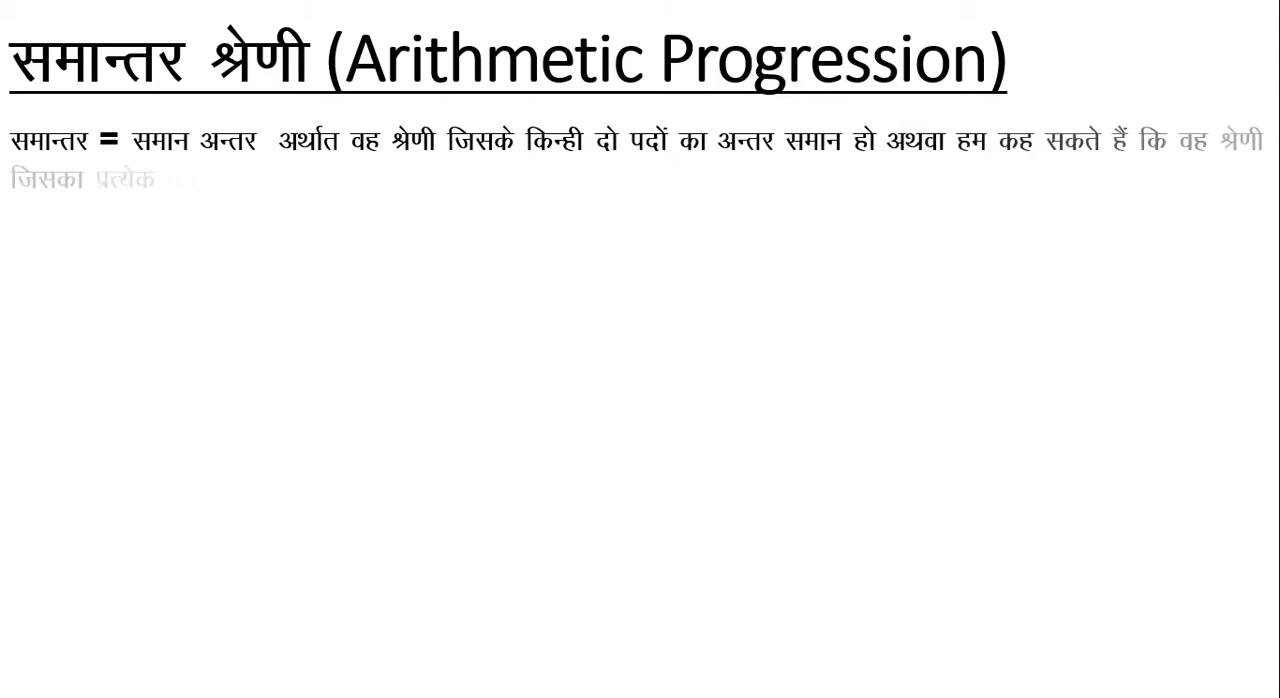 समान्तर श्रेणी (Arithmetic Progression)
समान्तर = समान अन्तर अर्थात वह श्रेणी जिसके किन्ही दो पदों का अन्तर समान हो अथवा हम कह सकते हैं कि वह श्रेणी
जिसका प्रत्येक